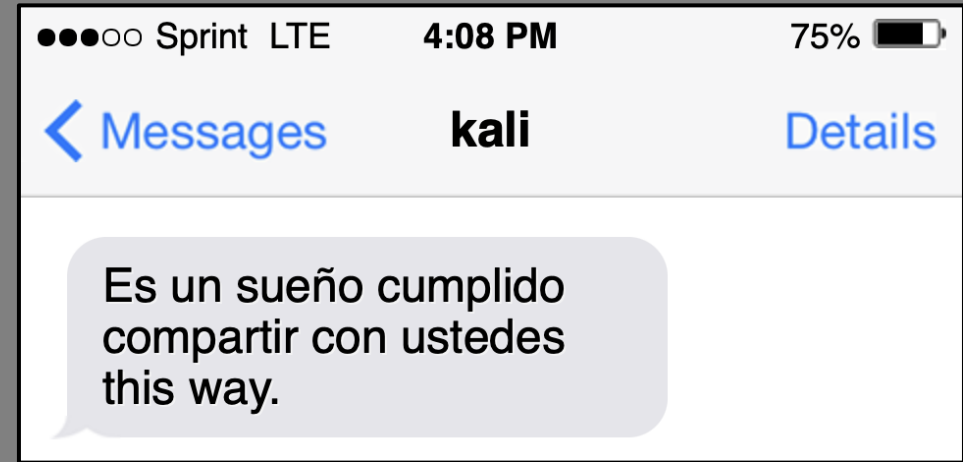 Sprint LTE 4:08 PM 75%
Messages kali Details
Es un sueño cumplido
compartir con ustedes
this way.